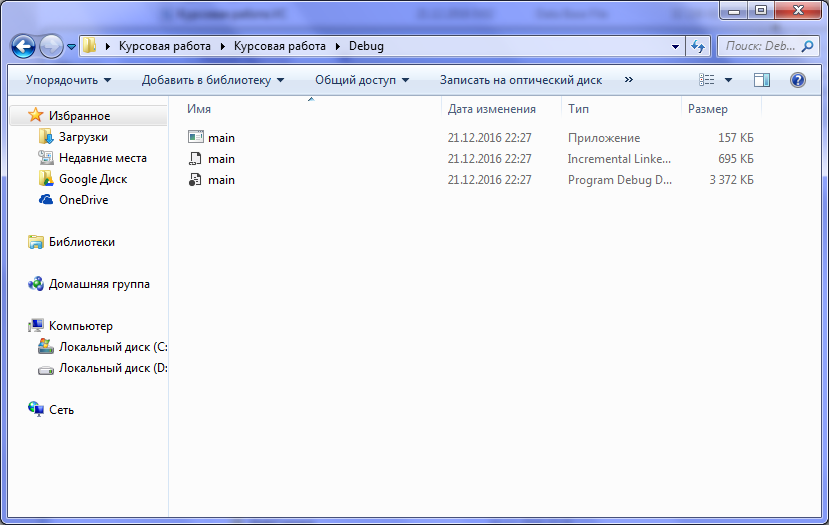 Курсовая работа Курсовая работа Debug
Поиск: Deb...
Упорядочить Добавить в библиотеку Общий доступ Записать на оптический диск »
Имя Дата изменения Тип Размер
Избранное
Загрузки
Недавние места
Google Диск
OneDrive
Библиотеки
Домашняя группа
Компьютер
Локальный диск (C:
Локальный диск (D:
Сеть
main 21.12.2016 22:27 Приложение 157 КБ
main 21.12.2016 22:27 Incremental Linke... 695 КБ
main 21.12.2016 22:27 Program Debug D... 3 372 КБ